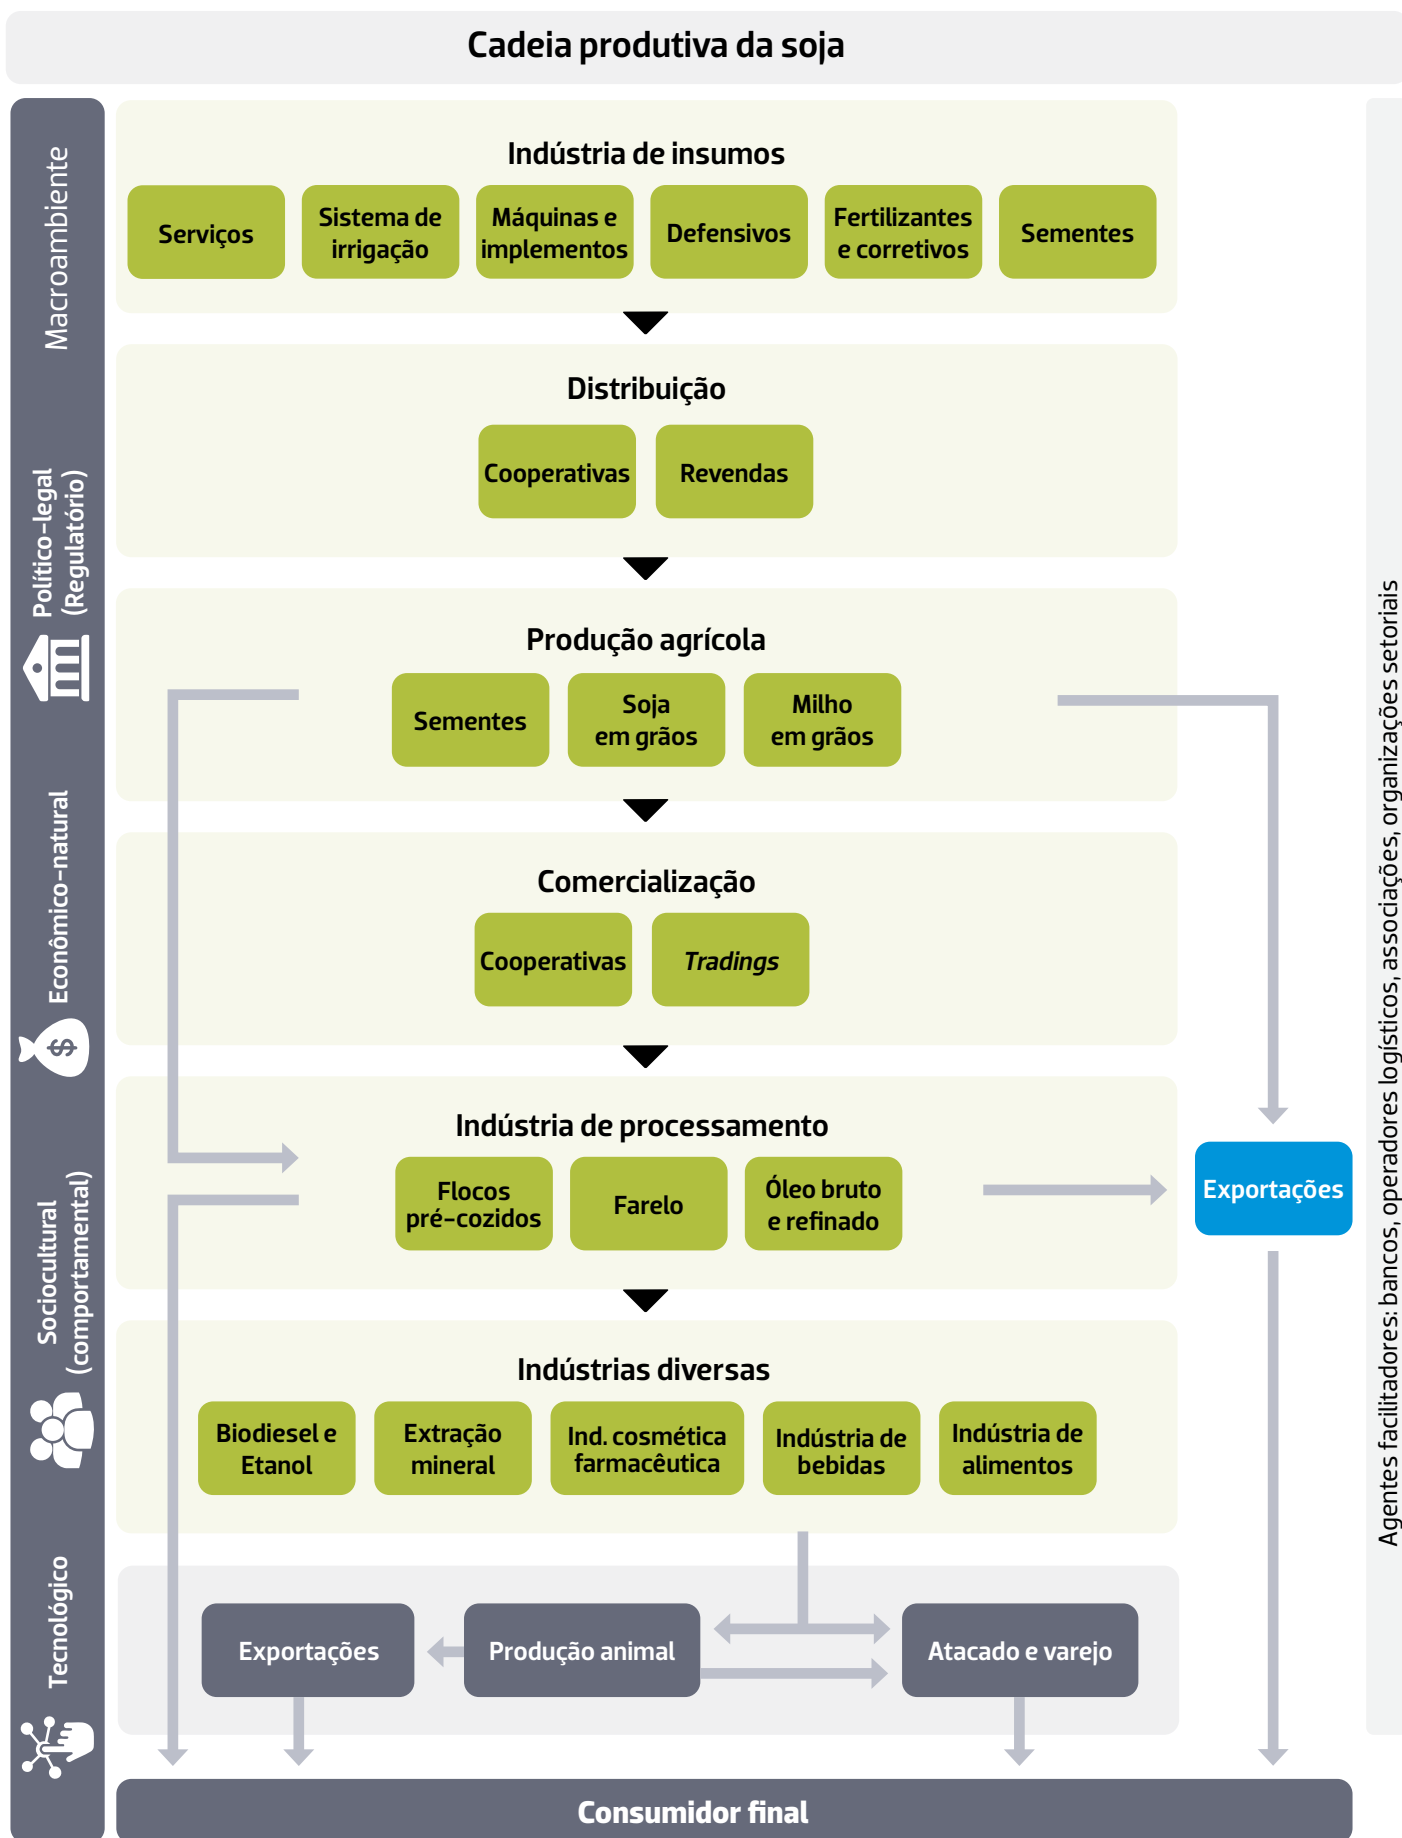 Cadeia produtiva da soja
Macroambiente
Político-legal
(Regulatório)
Econômico-natural
Sociocultural
(comportamental)
Tecnológico
Indústria de insumos
Serviços
Sistema de
irrigação
Máquinas e
implementos
Defensivos
Fertilizantes
e corretivos
Sementes
Distribuição
Cooperativas
Revendas
Produção agrícola
Sementes
Soja
em grãos
Milho
em grãos
Comercialização
Cooperativas
Tradings
Indústria de processamento
Flocos
pré-cozidos
Farelo
Óleo bruto
e refinado
Exportações
Indústrias diversas
Biodiesel e
Etanol
Extração
mineral
Ind. cosmética
farmacêutica
Indústria de
bebidas
Indústria de
alimentos
Exportações
Produção animal
Atacado e varejo
Consumidor final
Agentes facilitadores: bancos, operadores logísticos, associações, organizações setoriais